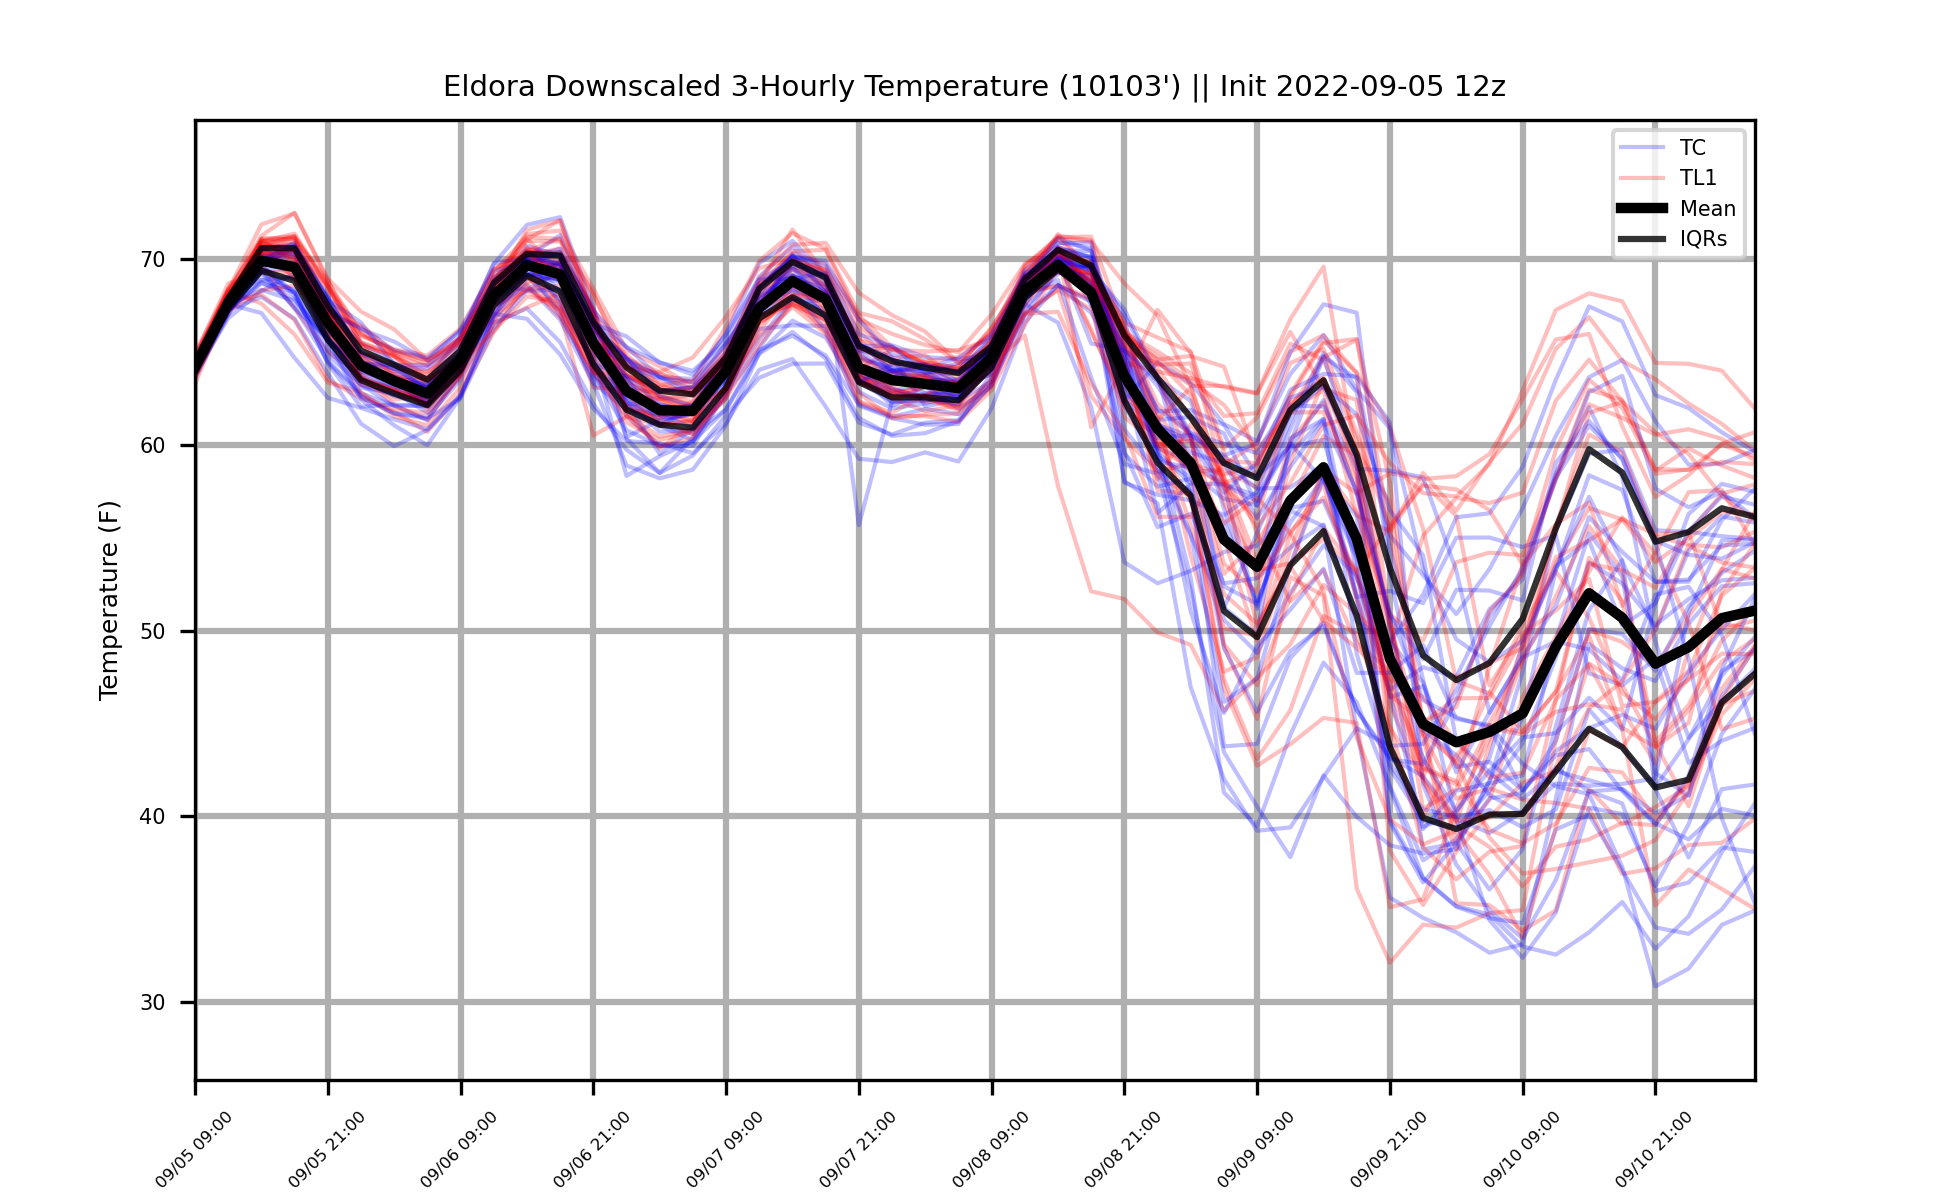 Eldora Downscaled 3-Hourly Temperature (10103') || Init 2022-09-05 12z
TC
TL1
Mean
IQRs
Temperature (F)
70
60
50
40
30
09/05 09:00
09/05 21:00
09/06 09:00
09/06 21:00
09/07 09:00
09/07 21:00
09/08 09:00
09/08 21:00
09/09 09:00
09/09 21:00
09/10 09:00
09/10 21:00